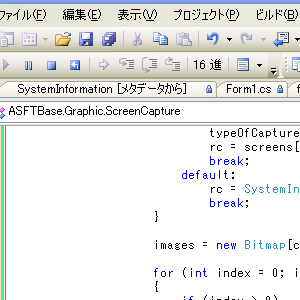 ファイル(F) 編集(E) 表示(V) プロジェクト(P) ビルド(B)
16 進
SystemInformation [メタデータから] Form1.cs
ASFTBase.Graphic.ScreenCapture
typeOfCapture
rc = screens[
break;
default:
rc = SystemIn
break;
}
images = new Bitmap[c
for (int index = 0; i
{
if (index > 0)